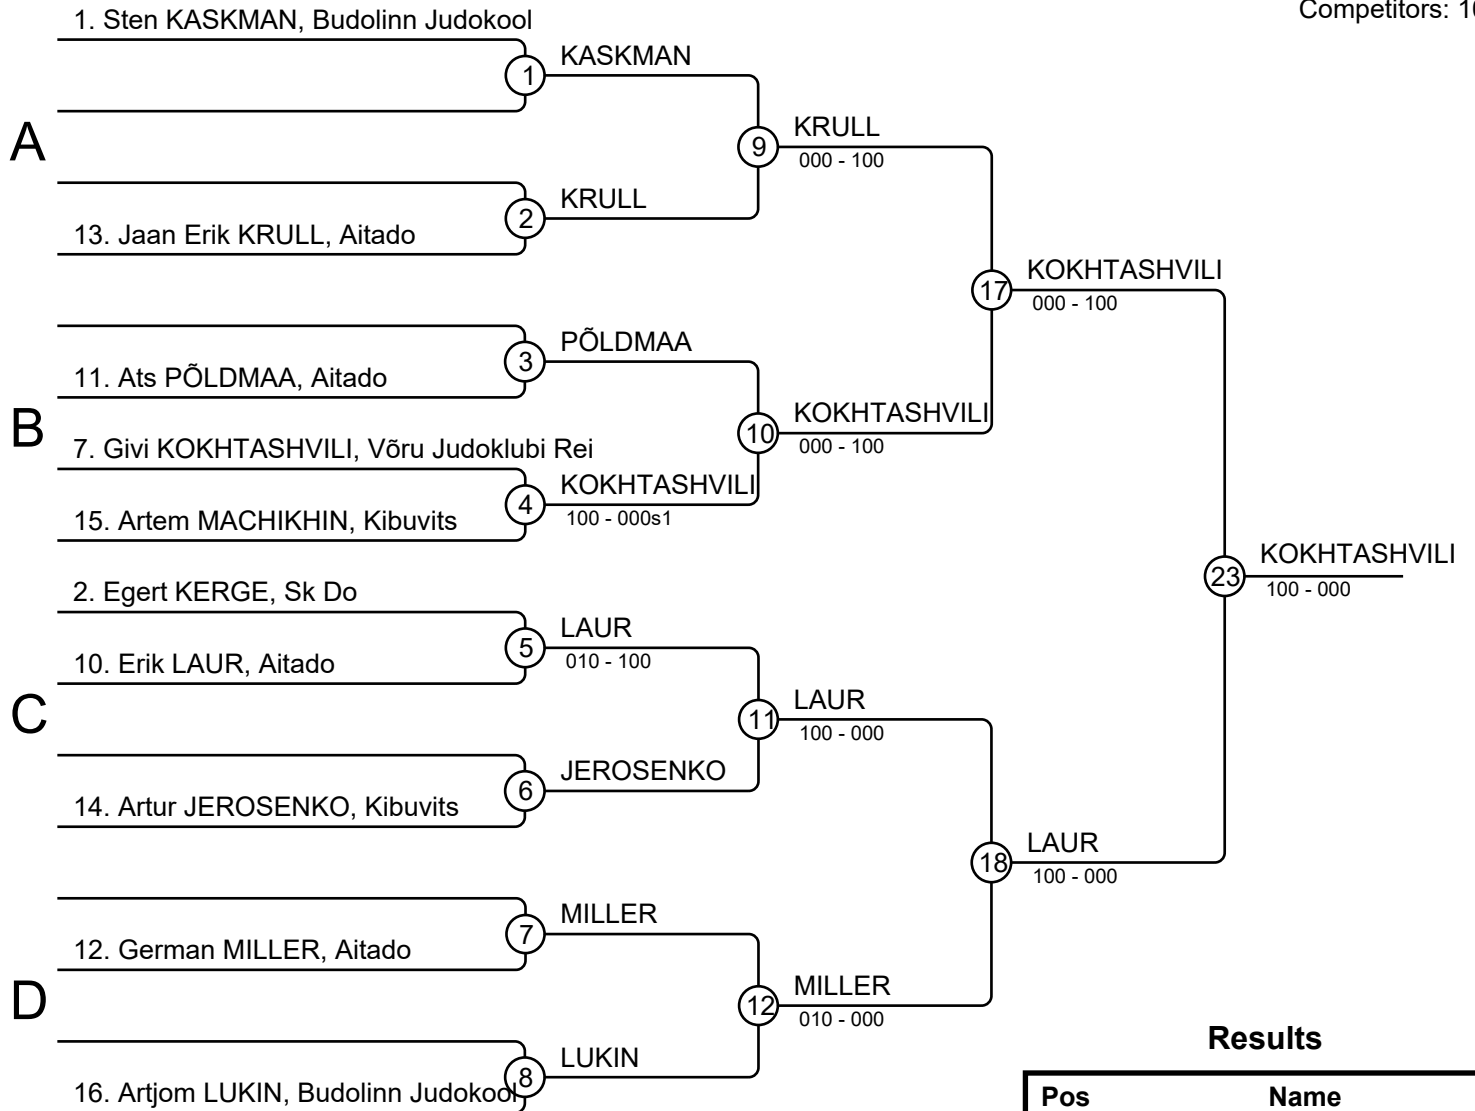 Competitors: 10
1. Sten KASKMAN, Budolinn Judokool
1
KASKMAN
A
9
KRULL
000 - 100
2
KRULL
13. Jaan Erik KRULL, Aitado
17
KOKHTASHVILI
000 - 100
3
PÕLDMAA
11. Ats PÕLDMAA, Aitado
B
10
KOKHTASHVILI
000 - 100
7. Givi KOKHTASHVILI, Võru Judoklubi Rei
4
KOKHTASHVILI
100 - 000s1
15. Artem MACHIKHIN, Kibuvits
23
KOKHTASHVILI
100 - 000
2. Egert KERGE, Sk Do
5
LAUR
010 - 100
10. Erik LAUR, Aitado
C
11
LAUR
100 - 000
6
JEROSENKO
14. Artur JEROSENKO, Kibuvits
18
LAUR
100 - 000
7
MILLER
12. German MILLER, Aitado
D
12
MILLER
010 - 000
8
LUKIN
16. Artjom LUKIN, Budolinn Judokool
Results
Pos Name